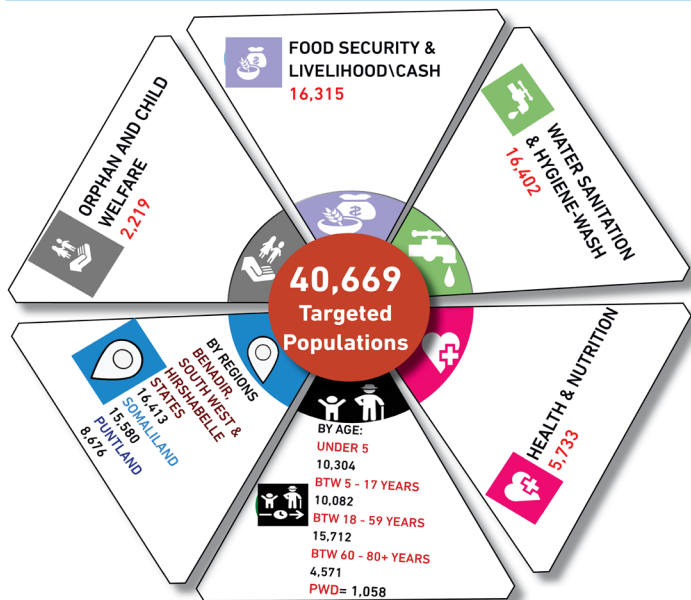 FOOD SECURITY &
LIVELIHOOD\CASH
16,315
WATER SANITATION
& HYGIENE-WASH
16,402
ORPHAN AND CHILD
WELFARE
2,219
40,669
Targeted
Populations
HEALTH & NUTRITION
5,733
BY REGIONS
BENADIR,
SOUTH WEST &
HIRSHABELLE
STATES
16,413
SOMALILAND
15,580
PUNTLAND
8,676
BY AGE:
UNDER 5
10,304
BTW 5 - 17 YEARS
10,082
BTW 18 - 59 YEARS
15,712
BTW 60 - 80+ YEARS
4,571
PWD= 1,058